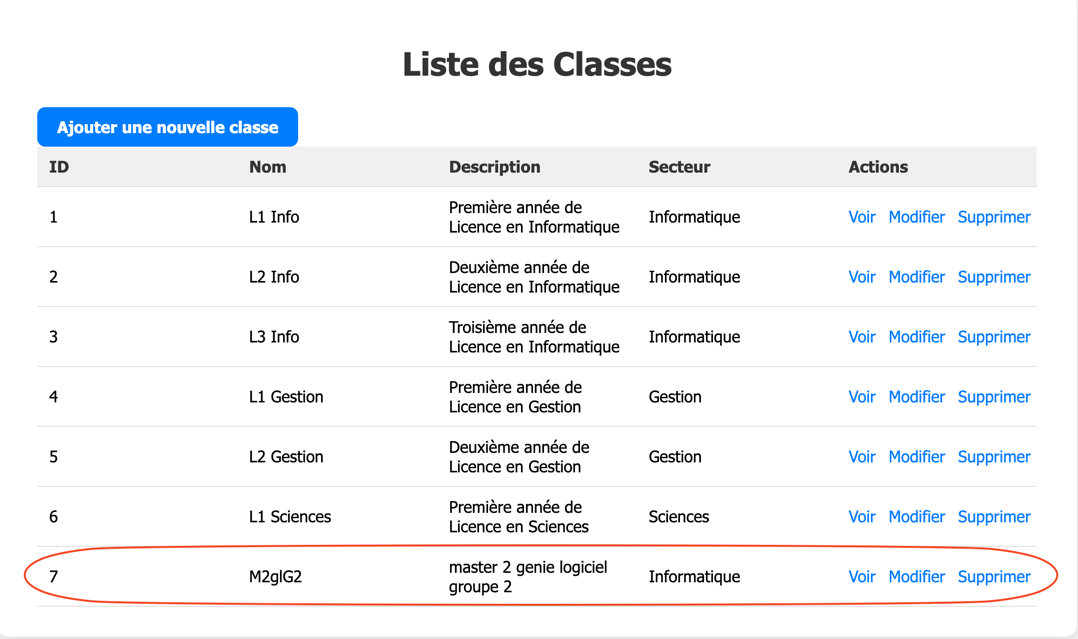 Liste des Classes
Ajouter une nouvelle classe
ID Nom Description Secteur Actions
1 L1 Info Première année de Licence en Informatique Informatique Voir Modifier Supprimer
2 L2 Info Deuxième année de Licence en Informatique Informatique Voir Modifier Supprimer
3 L3 Info Troisième année de Licence en Informatique Informatique Voir Modifier Supprimer
4 L1 Gestion Première année de Licence en Gestion Gestion Voir Modifier Supprimer
5 L2 Gestion Deuxième année de Licence en Gestion Gestion Voir Modifier Supprimer
6 L1 Sciences Première année de Licence en Sciences Sciences Voir Modifier Supprimer
7 M2glG2 master 2 genie logiciel groupe 2 Informatique Voir Modifier Supprimer